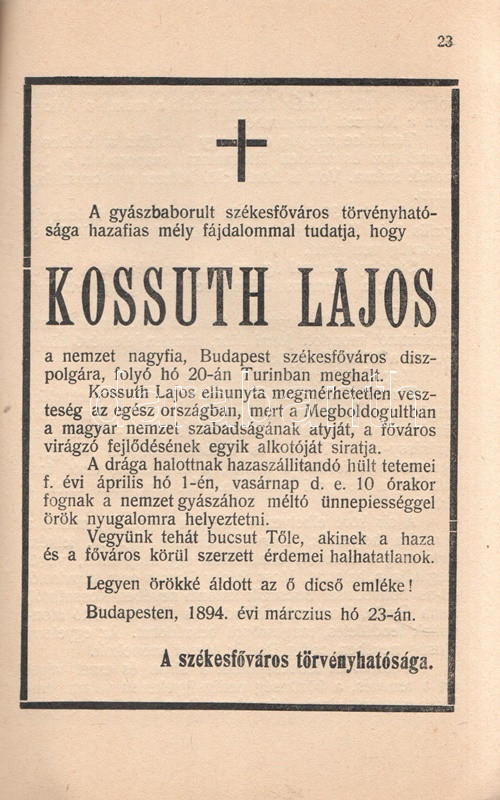 23
A gyászbaborult székesfőváros törvényható-
sága hazafias mély fájdalommal tudatja, hogy
KOSSUTH LAJOS
a nemzet nagyfia, Budapest székesfőváros disz-
polgára, folyó hó 20-án Turinban meghalt.
Kossuth Lajos elhunyta megmérhetetlen vesz-
teség az egész országban, mert a Megboldogultban
a magyar nemzet szabadságának atyját, a főváros
virágzó fejlődésének egyik alkotóját siratja.
A drága halottnak hazaszállitandó hült tetemei
f. évi április hó 1-én, vasárnap d. e. 10 órakor
fognak a nemzet gyászához méltó ünnepiességgel
örök nyugalomra helyeztetni.
Vegyünk tehát bucsut Tőle, akinek a haza
és a főváros körül szerzett érdemei halhatatlanok.
Legyen örökké áldott az ő dicső emléke!
Budapesten, 1894. évi márczius hó 23-án.
A székesfőváros törvényhatósága.